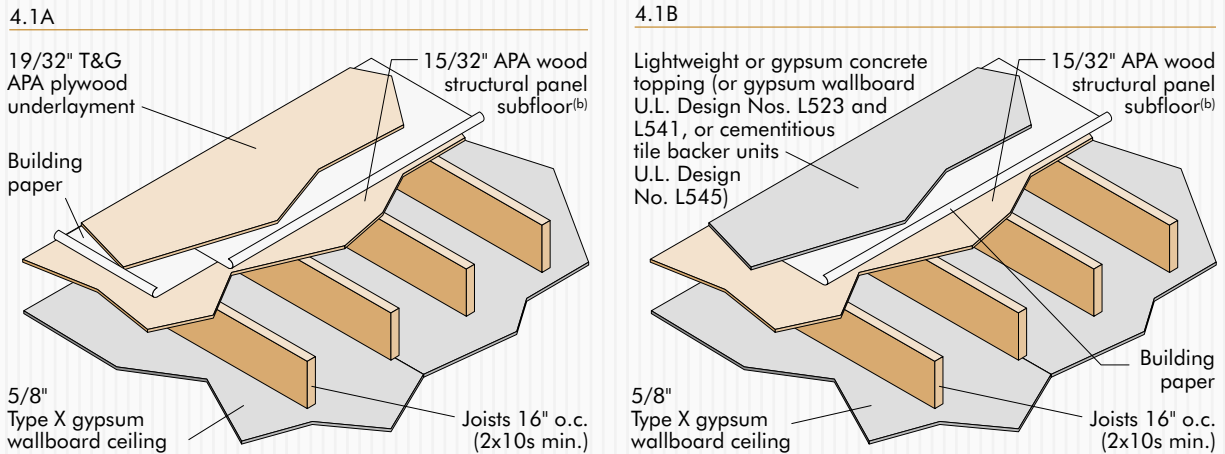 4.1A
19/32" T&G
APA plywood
underlayment
15/32" APA wood
structural panel
subfloor(b)
Building
paper
5/8"
Type X gypsum
wallboard ceiling
Joists 16" o.c.
(2x10s min.)
4.1B
Lightweight or gypsum concrete
topping (or gypsum wallboard
U.L. Design Nos. L523 and
L541, or cementitious
tile backer units
U.L. Design
No. L545)
15/32" APA wood
structural panel
subfloor(b)
Building
paper
5/8"
Type X gypsum
wallboard ceiling
Joists 16" o.c.
(2x10s min.)